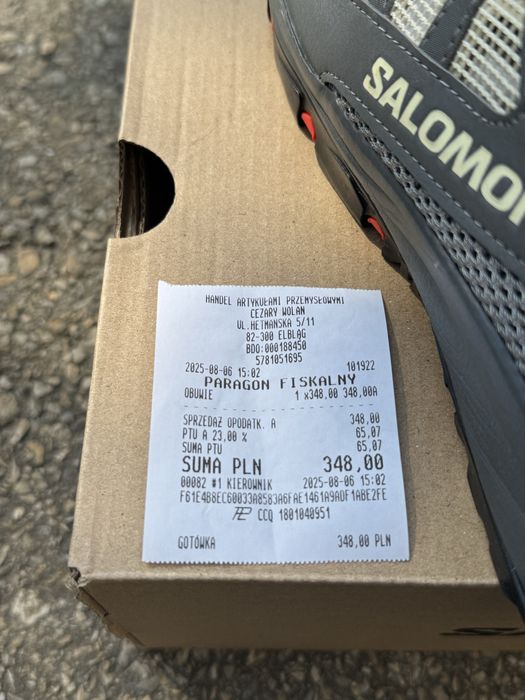 SALOMON
HANDEL ARTYKUŁAMI PRZEMYSŁOWYMI
CEZARY WOLAN
UL.HETMAŃSKA 5/11
82-300 ELBLĄG
BDO:000188450
5781051695
2025-08-06 15:02 101922
PARAGON FISKALNY
OBUWIE 1 x348,00 348,00A
SPRZEDAŻ OPODATK. A 348,00
PTU A 23,00 % 65,07
SUMA PTU 65,07
SUMA PLN 348,00
00082 #1 KIEROWNIK 2025-08-06 15:02
F61E4B8EC60033A8583A6FAE1461A9ADF1ABE2FE
CCQ 1801040951
GOTÓWKA 348,00 PLN